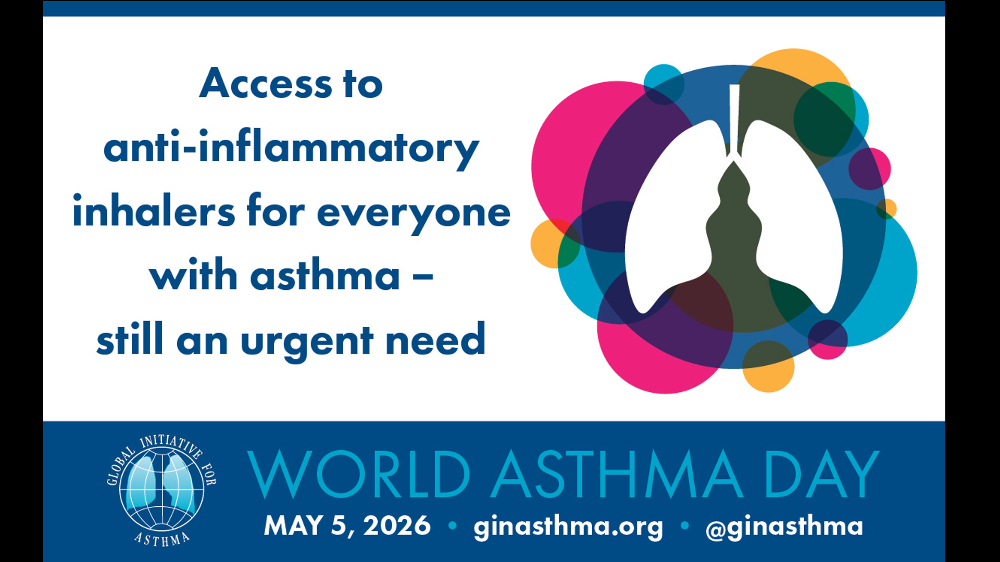 Access to
anti-inflammatory
inhalers for everyone
with asthma –
still an urgent need
GLOBAL INITIATIVE FOR
ASTHMA
WORLD ASTHMA DAY
MAY 5, 2026 • ginasthma.org • @ginasthma